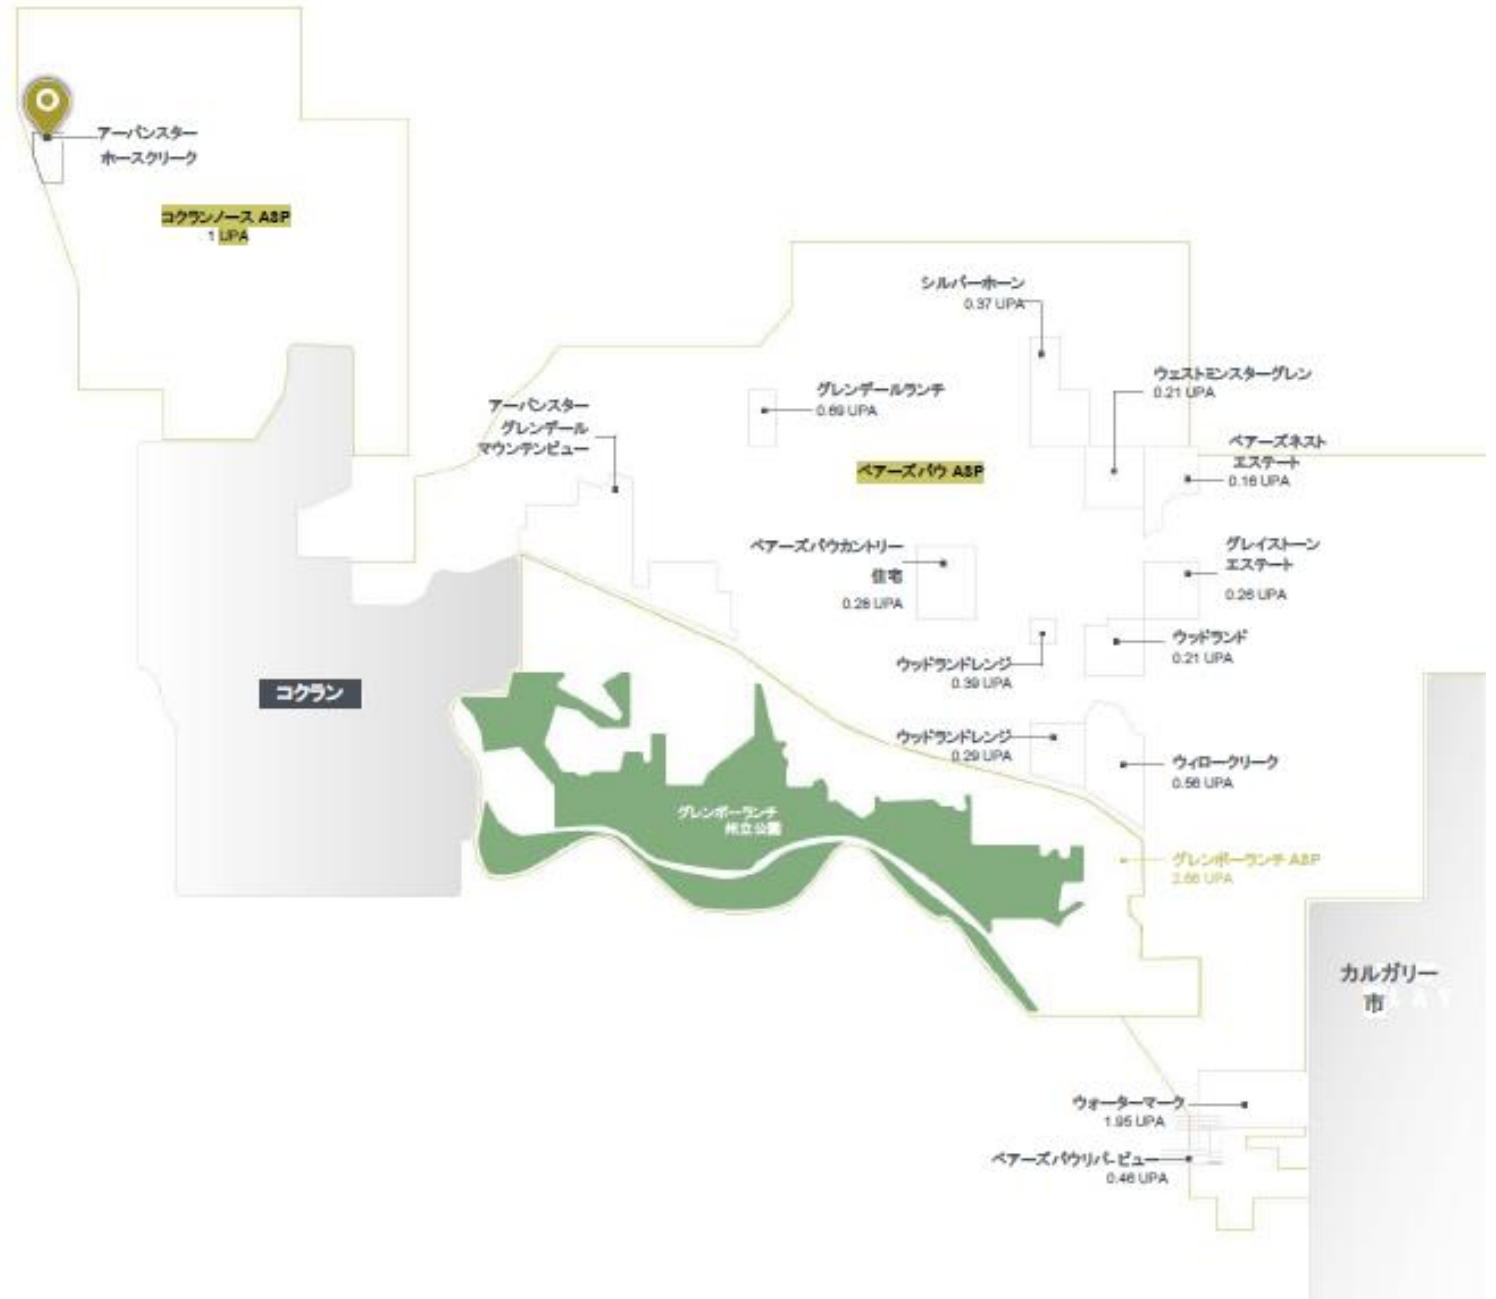 アーバンスター
ホースクリーク
コクランノース ASP
1 UPA
シルバーホーン
0.37 UPA
ウェストミンスターグレン
0.21 UPA
グレンデールランチ
0.69 UPA
アーバンスター
グレンデール
マウンテンビュー
ベアーズネスト
エステート
0.16 UPA
ベアーズパウ ASP
ベアーズパウカントリー
住宅
0.28 UPA
グレイストーン
エステート
0.26 UPA
ウッドランド
0.21 UPA
ウッドランドレンジ
0.39 UPA
コクラン
ウッドランドレンジ
0.29 UPA
ウィロークリーク
0.56 UPA
グレンボーランチ
州立公園
グレンボーランチ ASP
2.66 UPA
カルガリー
市
ウォーターマーク
1.95 UPA
ベアーズパウリバービュー
0.46 UPA